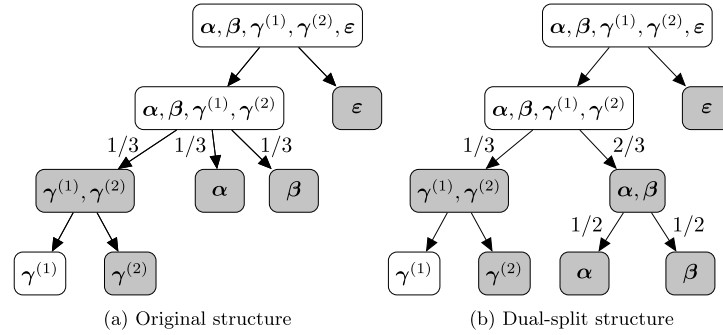 α, β, γ^(1), γ^(2), ε
α, β, γ^(1), γ^(2), ε
α, β, γ^(1), γ^(2)
ε
α, β, γ^(1), γ^(2)
ε
1/3
1/3
1/3
1/3
2/3
γ^(1), γ^(2)
α
β
γ^(1), γ^(2)
α, β
1/2
1/2
γ^(1)
γ^(2)
γ^(1)
γ^(2)
α
β
(a) Original structure
(b) Dual-split structure